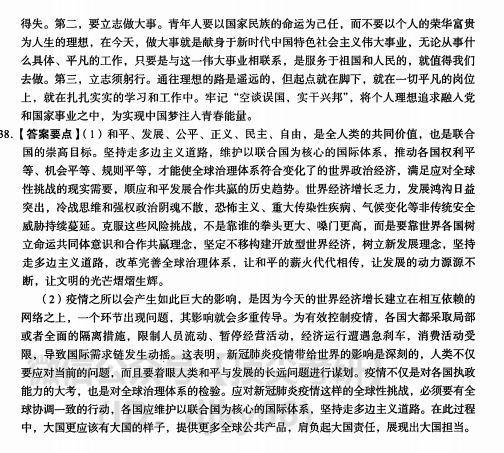 得失。第二，要立志做大事。青年人要以国家民族的命运为己任，而不要以个人的荣华富贵
为人生的理想，在今天，做大事就是献身于新时代中国特色社会主义伟大事业，无论从事什
么具体、平凡的工作，只要是与这一伟大事业相联系，是服务于祖国和人民的，就值得我们
去做。第三，立志须躬行。通往理想的路是遥远的，但起点就在脚下，就在一切平凡的岗位
上，就在扎扎实实的学习和工作中。牢记“空谈误国，实干兴邦”，将个人理想追求融入党
和国家事业之中，为实现中国梦注入青春能量。
38.【答案要点】（1）和平、发展、公平、正义、民主、自由，是全人类的共同价值，也是联合
国的崇高目标。坚持走多边主义道路，维护以联合国为核心的国际体系，推动各国权利平
等、机会平等、规则平等，才能使全球治理体系符合变化了的世界政治经济，满足应对全球
性挑战的现实需要，顺应和平发展合作共赢的历史趋势。世界经济增长乏力，发展鸿沟日益
突出，冷战思维和强权政治阴魂不散，恐怖主义、重大传染性疾病、气候变化等非传统安全
威胁持续蔓延。克服这些风险挑战，不是靠谁的拳头更大、嗓门更高，而是要靠世界各国树
立命运共同体意识和合作共赢理念，坚定不移构建开放型世界经济，树立新发展理念，坚持
走多边主义道路，改革完善全球治理体系，让和平的薪火代代相传，让发展的动力源源不
断，让文明的光芒熠熠生辉。
（2）疫情之所以会产生如此巨大的影响，是因为今天的世界经济增长建立在相互依赖的
网络之上，一个环节出现问题，其影响就会多重传导。为有效控制疫情，各国大都采取局部
或者全面的隔离措施，限制人员流动、暂停经营活动，经济运行遭遇急刹车，消费活动受
限，导致国际需求链发生动摇。这表明，新冠肺炎疫情给世界的影响是深刻的，人类不仅
要应对当前的问题，而且要着眼人类和平与发展的长远问题进行谋划。疫情不仅是对各国执政
能力的大考，也是对全球治理体系的检验。应对新冠肺炎疫情这样的全球性挑战，必须要有全
球协调一致的行动，各国应维护以联合国为核心的国际体系，坚持走多边主义道路。在此过程
中，大国更应该有大国的样子，提供更多全球公共产品，肩负起大国责任，展现出大国担当。